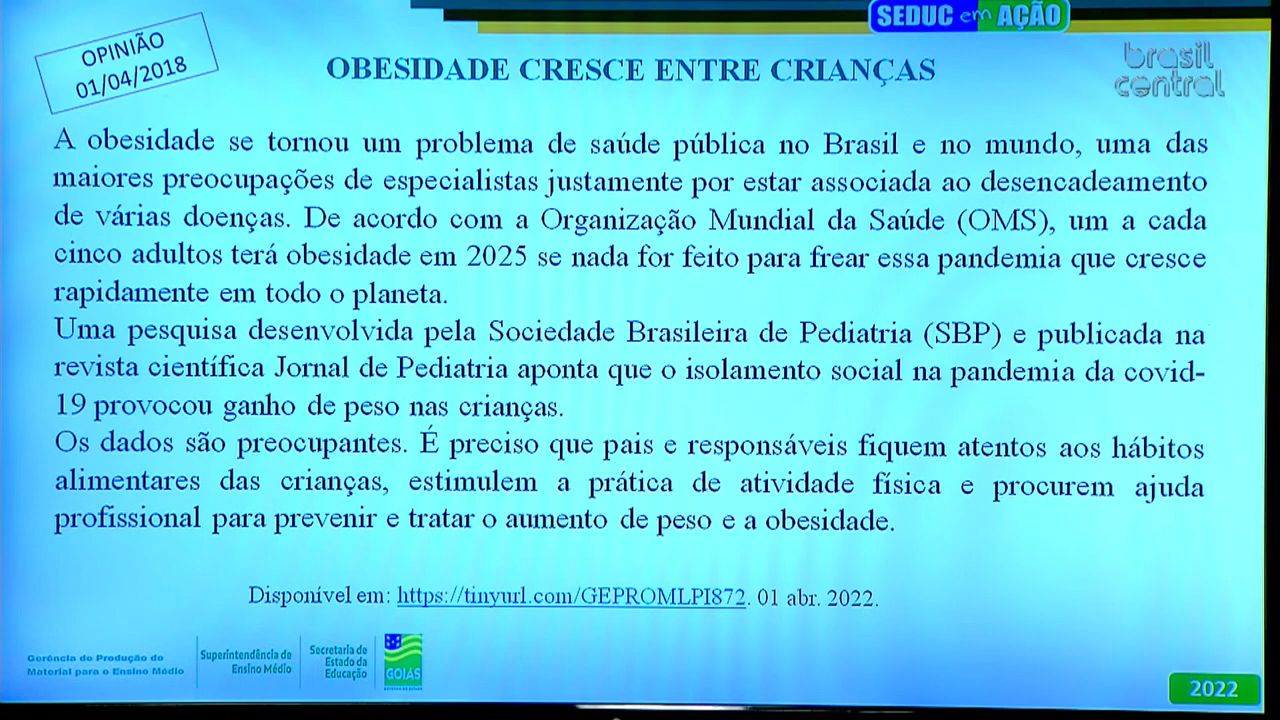 SEDUC em AÇÃO
OPINIÃO
01/04/2018
OBESIDADE CRESCE ENTRE CRIANÇAS
brasil
central
A obesidade se tornou um problema de saúde pública no Brasil e no mundo, uma das
maiores preocupações de especialistas justamente por estar associada ao desencadeamento
de várias doenças. De acordo com a Organização Mundial da Saúde (OMS), um a cada
cinco adultos terá obesidade em 2025 se nada for feito para frear essa pandemia que cresce
rapidamente em todo o planeta.
Uma pesquisa desenvolvida pela Sociedade Brasileira de Pediatria (SBP) e publicada na
revista científica Jornal de Pediatria aponta que o isolamento social na pandemia da covid-
19 provocou ganho de peso nas crianças.
Os dados são preocupantes. É preciso que pais e responsáveis fiquem atentos aos hábitos
alimentares das crianças, estimulem a prática de atividade física e procurem ajuda
profissional para prevenir e tratar o aumento de peso e a obesidade.
Disponível em: https://tinyurl.com/GEPROMLPI872. 01 abr. 2022.
Gerência de Produção de
Material para o Ensino Médio
Superintendência de
Ensino Médio
Secretaria de
Estado da
Educação
GOIÁS
2022